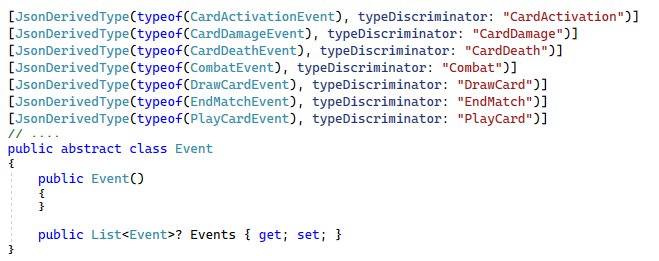 [JsonDerivedType(typeof(CardActivationEvent), typeDiscriminator: "CardActivation")]
[JsonDerivedType(typeof(CardDamageEvent), typeDiscriminator: "CardDamage")]
[JsonDerivedType(typeof(CardDeathEvent), typeDiscriminator: "CardDeath")]
[JsonDerivedType(typeof(CombatEvent), typeDiscriminator: "Combat")]
[JsonDerivedType(typeof(DrawCardEvent), typeDiscriminator: "DrawCard")]
[JsonDerivedType(typeof(EndMatchEvent), typeDiscriminator: "EndMatch")]
[JsonDerivedType(typeof(PlayCardEvent), typeDiscriminator: "PlayCard")]
// ....
public abstract class Event
{
    public Event()
    {
    }

    public List<Event>? Events { get; set; }
}